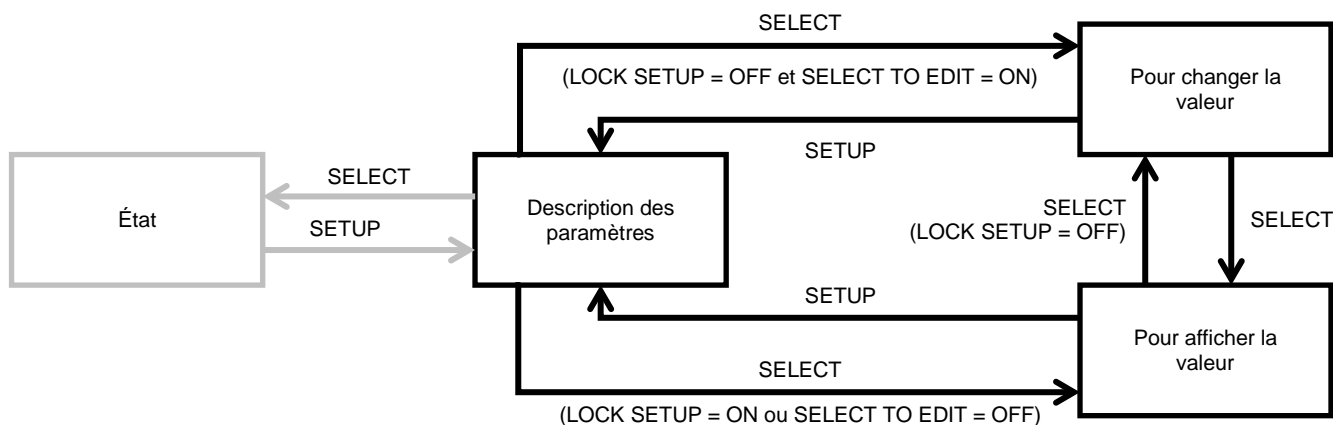 SELECT
(LOCK SETUP = OFF et SELECT TO EDIT = ON)
Pour changer la
valeur
SETUP
État
SELECT
SETUP
Description des
paramètres
SELECT
(LOCK SETUP = OFF)
SELECT
SETUP
Pour afficher la
valeur
SELECT
(LOCK SETUP = ON ou SELECT TO EDIT = OFF)